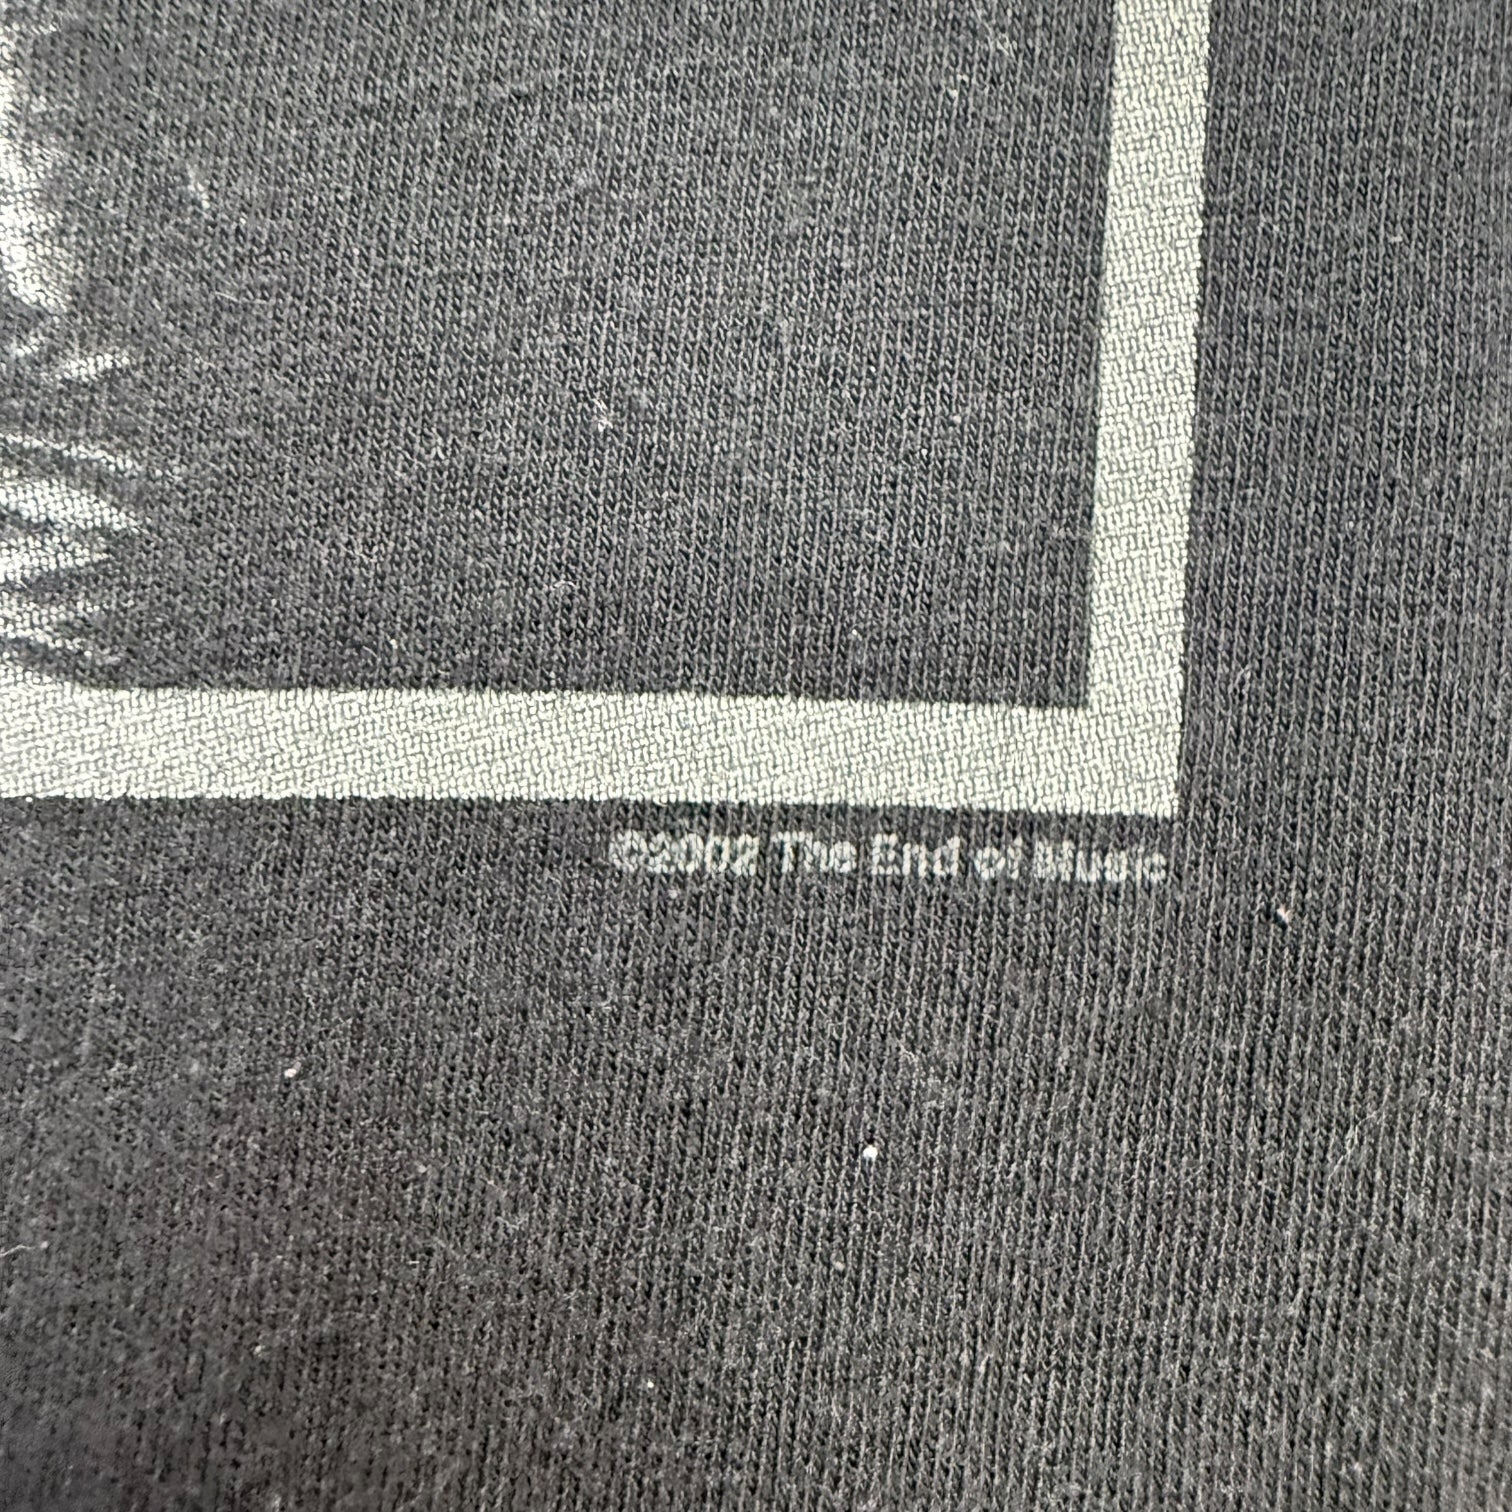 ©2002 The End of Music